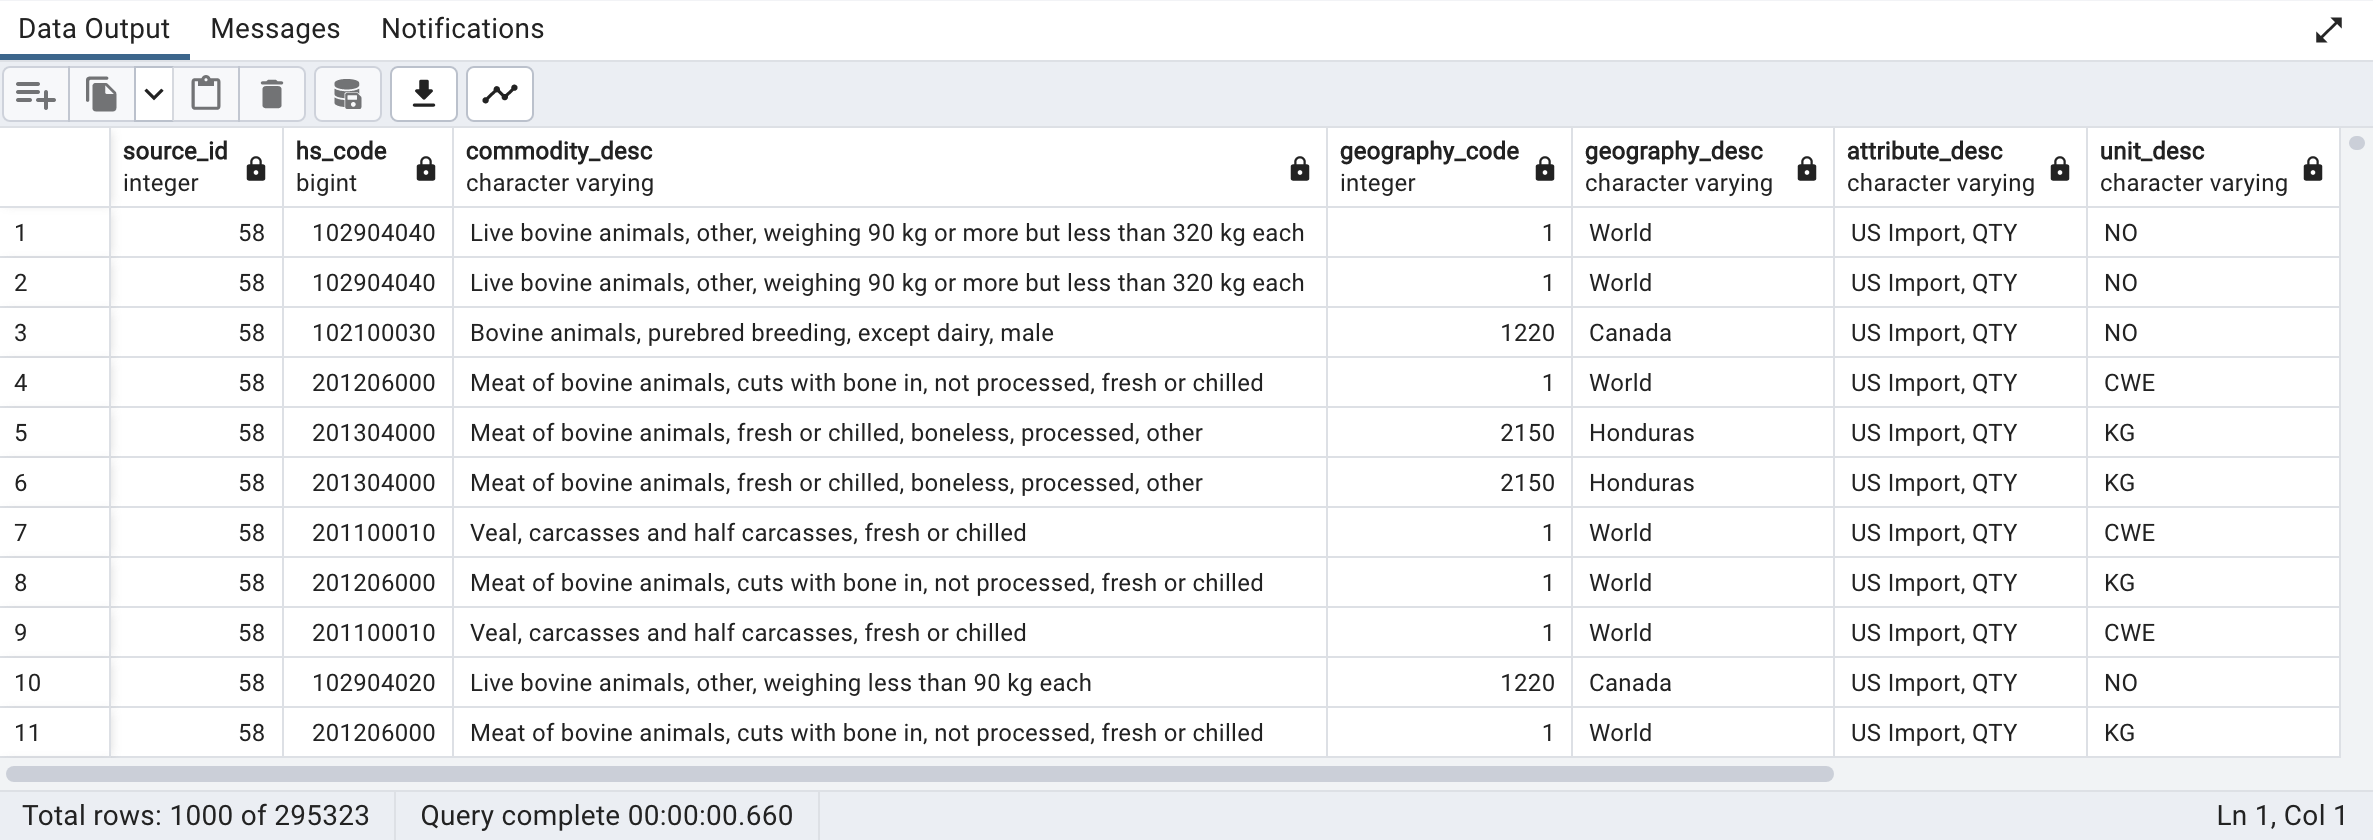 Data Output Messages Notifications
source_id hs_code commodity_desc geography_code geography_desc attribute_desc unit_desc
integer bigint character varying integer character varying character varying character varying
1 58 102904040 Live bovine animals, other, weighing 90 kg or more but less than 320 kg each 1 World US Import, QTY NO
2 58 102904040 Live bovine animals, other, weighing 90 kg or more but less than 320 kg each 1 World US Import, QTY NO
3 58 102100030 Bovine animals, purebred breeding, except dairy, male 1220 Canada US Import, QTY NO
4 58 201206000 Meat of bovine animals, cuts with bone in, not processed, fresh or chilled 1 World US Import, QTY CWE
5 58 201304000 Meat of bovine animals, fresh or chilled, boneless, processed, other 2150 Honduras US Import, QTY KG
6 58 201304000 Meat of bovine animals, fresh or chilled, boneless, processed, other 2150 Honduras US Import, QTY KG
7 58 201100010 Veal, carcasses and half carcasses, fresh or chilled 1 World US Import, QTY CWE
8 58 201206000 Meat of bovine animals, cuts with bone in, not processed, fresh or chilled 1 World US Import, QTY KG
9 58 201100010 Veal, carcasses and half carcasses, fresh or chilled 1 World US Import, QTY CWE
10 58 102904020 Live bovine animals, other, weighing less than 90 kg each 1220 Canada US Import, QTY NO
11 58 201206000 Meat of bovine animals, cuts with bone in, not processed, fresh or chilled 1 World US Import, QTY KG
Total rows: 1000 of 295323 Query complete 00:00:00.660 Ln 1, Col 1